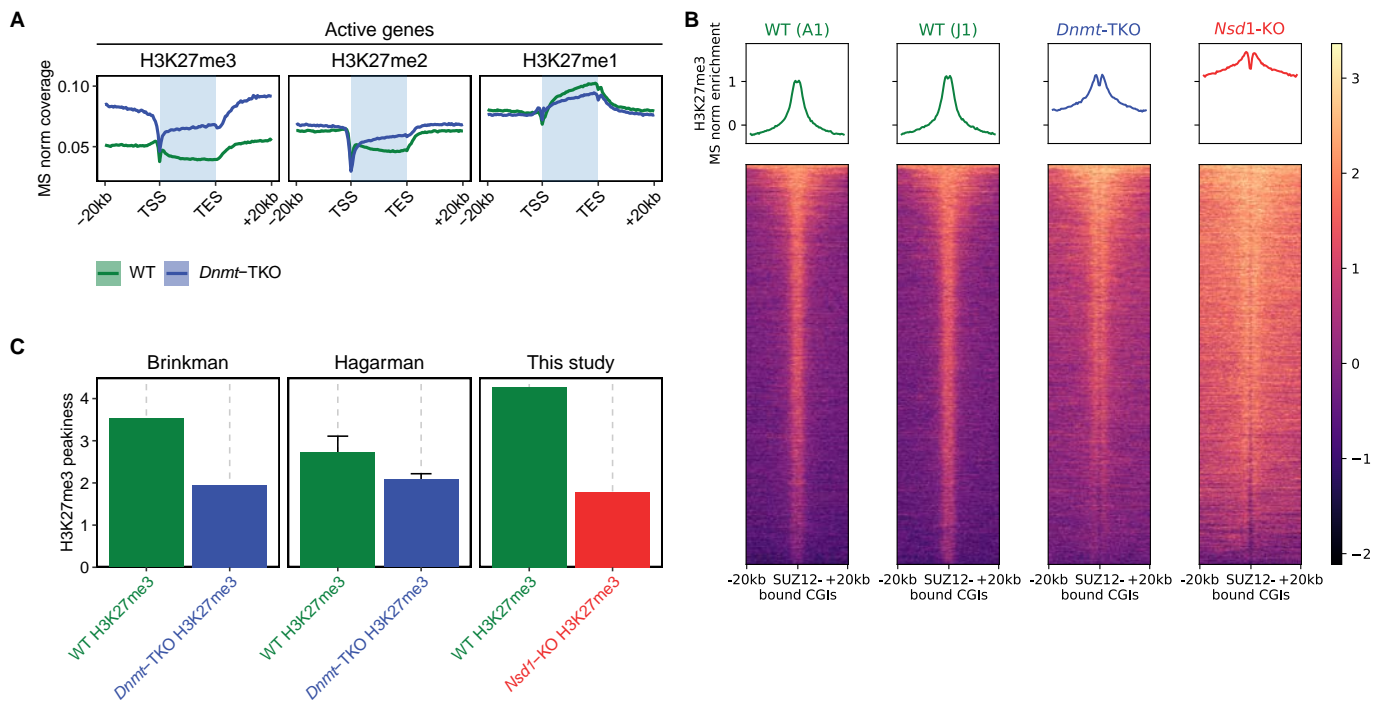 A
Active genes
H3K27me3
H3K27me2
H3K27me1
MS norm coverage
0.10
0.05
−20kb
TSS
TES
+20kb
−20kb
TSS
TES
+20kb
−20kb
TSS
TES
+20kb
WT
Dnmt−TKO
B
WT (A1)
WT (J1)
Dnmt-TKO
Nsd1-KO
H3K27me3
MS norm enrichment
1
0
3
2
1
0
−1
−2
-20kb SUZ12- +20kb
bound CGIs
-20kb SUZ12- +20kb
bound CGIs
-20kb SUZ12- +20kb
bound CGIs
-20kb SUZ12- +20kb
bound CGIs
C
Brinkman
Hagarman
This study
H3K27me3 peakiness
4
3
2
1
0
WT H3K27me3
Dnmt−TKO H3K27me3
WT H3K27me3
Dnmt−TKO H3K27me3
WT H3K27me3
Nsd1−KO H3K27me3